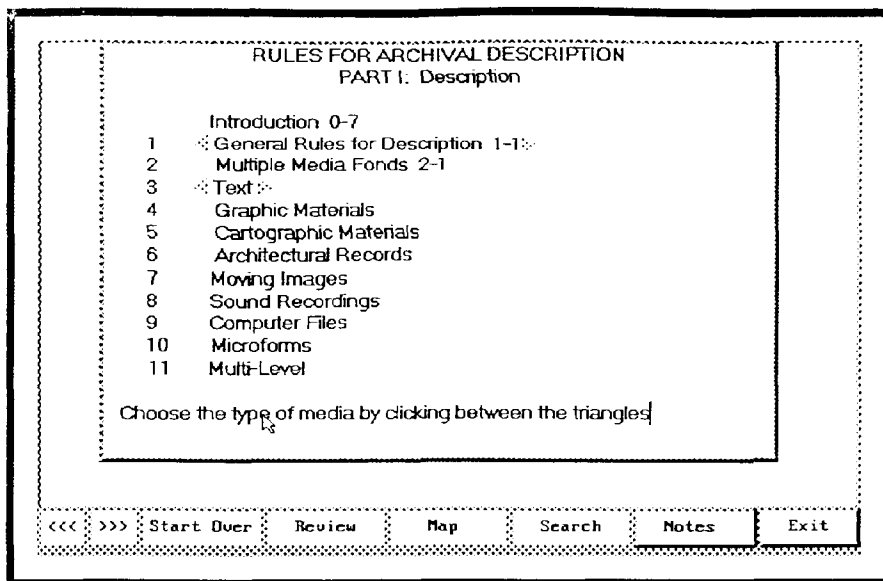 RULES FOR ARCHIVAL DESCRIPTION
PART I: Description
Introduction 0-7
1 <General Rules for Description 1-1>
2 Multiple Media Fonds 2-1
3 <Text>
4 Graphic Materials
5 Cartographic Materials
6 Architectural Records
7 Moving Images
8 Sound Recordings
9 Computer Files
10 Microforms
11 Multi-Level
Choose the type of media by clicking between the triangles
<<< >>> Start Over Review Map Search Notes Exit